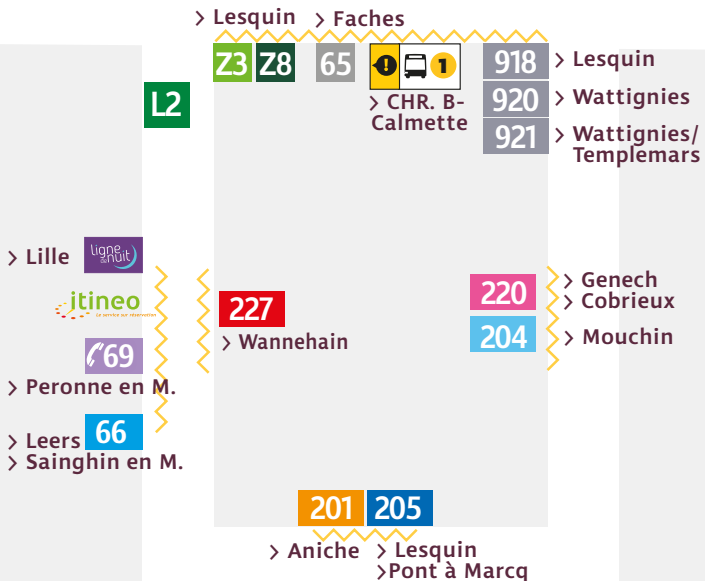 > Lesquin > Faches
Z3 Z8 65 ! 1 918 > Lesquin
L2 > CHR. B-
Calmette
920 > Wattignies
921 > Wattignies/
Templemars
> Lille ligne de nuit
itineo
Le service sur réservation
227
> Wannehain
220 > Genech
> Cobrieux
204 > Mouchin
69
> Peronne en M.
> Leers 66
> Sainghin en M.
201 205
> Aniche > Lesquin
>Pont à Marcq